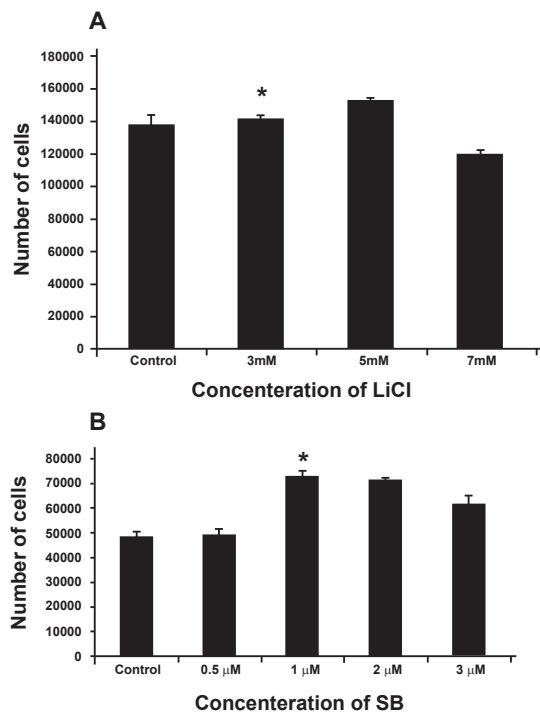 A
Number of cells
180000
160000
140000
120000
100000
80000
60000
40000
20000
0
*
Control 3mM 5mM 7mM
Concenteration of LiCl
B
Number of cells
80000
70000
60000
50000
40000
30000
20000
10000
0
*
Control 0.5 μM 1 μM 2 μM 3 μM
Concenteration of SB